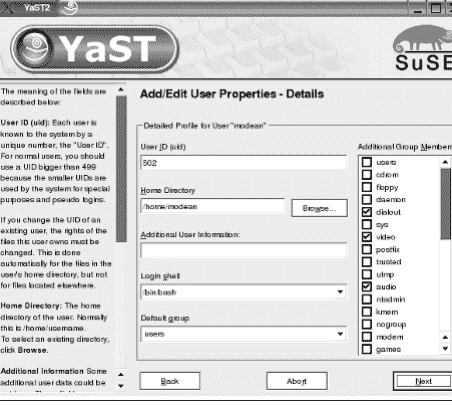 YaST2
YaST
SuSE
The meaning of the fields are
described below:
User ID (uid): Each user is
known to the system by a
unique number, the "User ID".
For normal users, you should
use a UID bigger than 499
because the smaller UIDs are
used by the system for special
purposes and pseudo logins.
If you change the UID of an
existing user, the rights of the
files this user owns must be
changed. This is done
automatically for the files in the
user's home directory, but not
for files located elsewhere.
Home Directory: The home
directory of the user. Normally
this is /home/username.
To select an existing directory,
click Browse.
Additional Information Some
additional user data could be
Add/Edit User Properties - Details
Detailed Profile for User "modean"
User ID (uid)
502
Home Directory
/home/modean
Browse...
Additional User Information:
Login shell
/bin/bash
Default group
users
Additional Group Members
users
cdrom
floppy
daemon
dialout
sys
video
postfix
trusted
utmp
audio
ntadmin
kmem
nogroup
modem
games
Back
Abort
Next